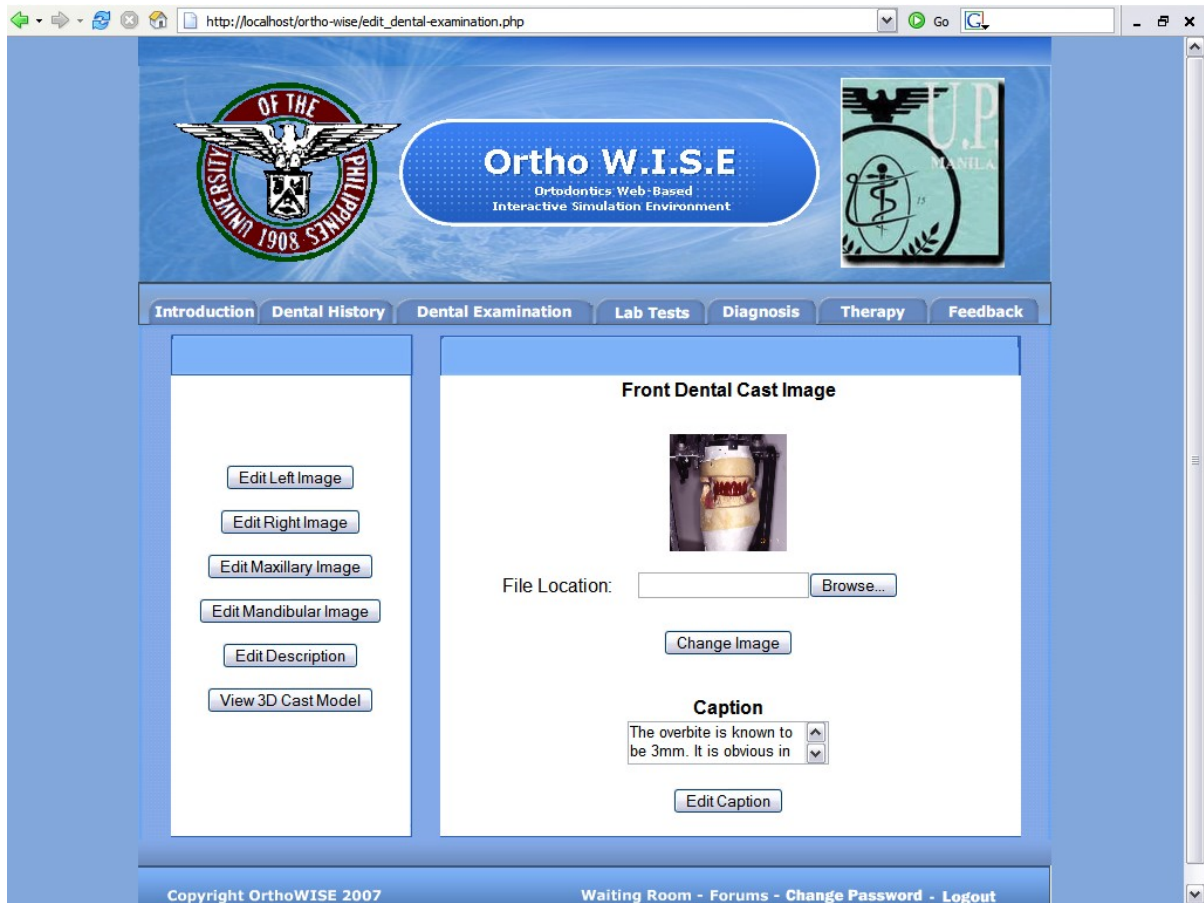 http://localhost/ortho-wise/edit_dental-examination.php
Go
G
UNIVERSITY OF THE PHILIPPINES
1908
Ortho W.I.S.E
Ortodontics Web-Based
Interactive Simulation Environment
U.P.
MANILA
15
Introduction Dental History Dental Examination Lab Tests Diagnosis Therapy Feedback
Front Dental Cast Image
Edit Left Image
Edit Right Image
Edit Maxillary Image
Edit Mandibular Image
Edit Description
View 3D Cast Model
File Location: Browse...
Change Image
Caption
The overbite is known to
be 3mm. It is obvious in
Edit Caption
Copyright OrthoWISE 2007 Waiting Room - Forums - Change Password - Logout